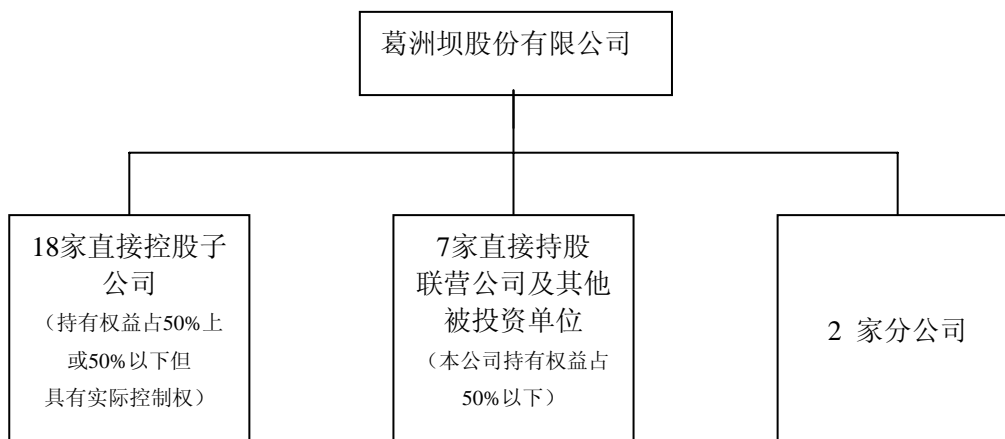 葛洲坝股份有限公司
18家直接控股子
公司
（持有权益占50%上
或50%以下但
具有实际控制权）
7家直接持股
联营公司及其他
被投资单位
（本公司持有权益占
50%以下）
2 家分公司